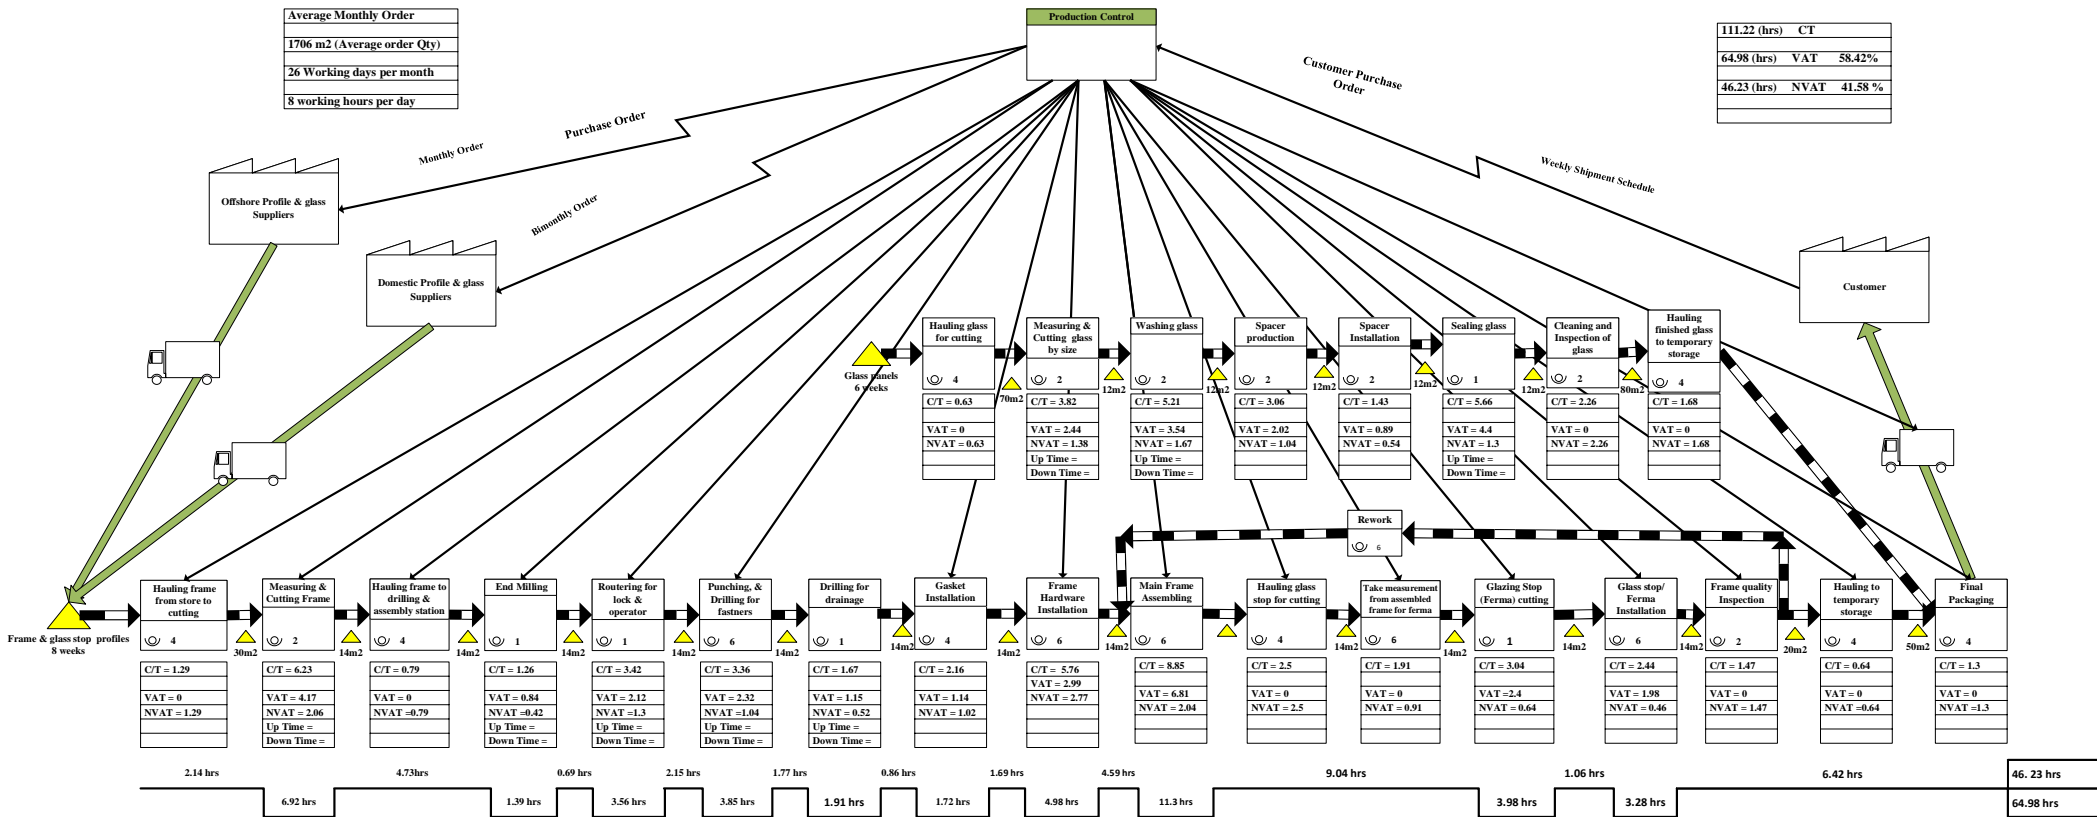 Average Monthly Order
1706 m2 (Average order Qty)
26 Working days per month
8 working hours per day
Production Control
111.22 (hrs) CT
64.98 (hrs) VAT 58.42%
46.23 (hrs) NVAT 41.58 %
Customer Purchase
Order
Purchase Order
Monthly Order
Bimonthly Order
Weekly Shipment Schedule
Offshore Profile & glass
Suppliers
Domestic Profile & glass
Suppliers
Customer
Glass panels
6 weeks
Hauling glass
for cutting
4
C/T = 0.63
VAT = 0
NVAT = 0.63
70m2
Measuring &
Cutting glass
by size
2
C/T = 3.82
VAT = 2.44
NVAT = 1.38
Up Time =
Down Time =
12m2
Washing glass
2
C/T = 5.21
VAT = 3.54
NVAT = 1.67
Up Time =
Down Time =
12m2
Spacer
production
2
C/T = 3.06
VAT = 2.02
NVAT = 1.04
12m2
Spacer
Installation
2
C/T = 1.43
VAT = 0.89
NVAT = 0.54
12m2
Sealing glass
1
C/T = 5.66
VAT = 4.4
NVAT = 1.3
Up Time =
Down Time =
12m2
Cleaning and
Inspection of
glass
2
C/T = 2.26
VAT = 0
NVAT = 2.26
80m2
Hauling
finished glass
to temporary
storage
4
C/T = 1.68
VAT = 0
NVAT = 1.68
Rework
6
Frame & glass stop profiles
8 weeks
Hauling frame
from store to
cutting
4
C/T = 1.29
VAT = 0
NVAT = 1.29
30m2
Measuring &
Cutting Frame
2
C/T = 6.23
VAT = 4.17
NVAT = 2.06
Up Time =
Down Time =
14m2
Hauling frame to
drilling &
assembly station
4
C/T = 0.79
VAT = 0
NVAT =0.79
14m2
End Milling
1
C/T = 1.26
VAT = 0.84
NVAT =0.42
Up Time =
Down Time =
14m2
Routering for
lock &
operator
1
C/T = 3.42
VAT = 2.12
NVAT =1.3
Up Time =
Down Time =
14m2
Punching, &
Drilling for
fastners
6
C/T = 3.36
VAT = 2.32
NVAT =1.04
Up Time =
Down Time =
14m2
Drilling for
drainage
1
C/T = 1.67
VAT = 1.15
NVAT = 0.52
Up Time =
Down Time =
14m2
Gasket
Installation
4
C/T = 2.16
VAT = 1.14
NVAT = 1.02
14m2
Frame
Hardware
Installation
6
C/T = 5.76
VAT = 2.99
NVAT = 2.77
14m2
Main Frame
Assembling
6
C/T = 8.85
VAT = 6.81
NVAT = 2.04
Hauling glass
stop for cutting
4
C/T = 2.5
VAT = 0
NVAT = 2.5
14m2
Take measurement
from assembled
frame for ferma
6
C/T = 1.91
VAT = 0
NVAT = 0.91
14m2
Glazing Stop
(Ferma) cutting
1
C/T = 3.04
VAT =2.4
NVAT = 0.64
14m2
Glass stop/
Ferma
Installation
6
C/T = 2.44
VAT = 1.98
NVAT = 0.46
14m2
Frame quality
Inspection
2
C/T = 1.47
VAT = 0
NVAT = 1.47
20m2
Hauling to
temporary
storage
4
C/T = 0.64
VAT = 0
NVAT =0.64
50m2
Final
Packaging
4
C/T = 1.3
VAT = 0
NVAT =1.3
2.14 hrs 4.73hrs 0.69 hrs 2.15 hrs 1.77 hrs 0.86 hrs 1.69 hrs 4.59 hrs 9.04 hrs 1.06 hrs 6.42 hrs 46. 23 hrs
6.92 hrs 1.39 hrs 3.56 hrs 3.85 hrs 1.91 hrs 1.72 hrs 4.98 hrs 11.3 hrs 3.98 hrs 3.28 hrs 64.98 hrs